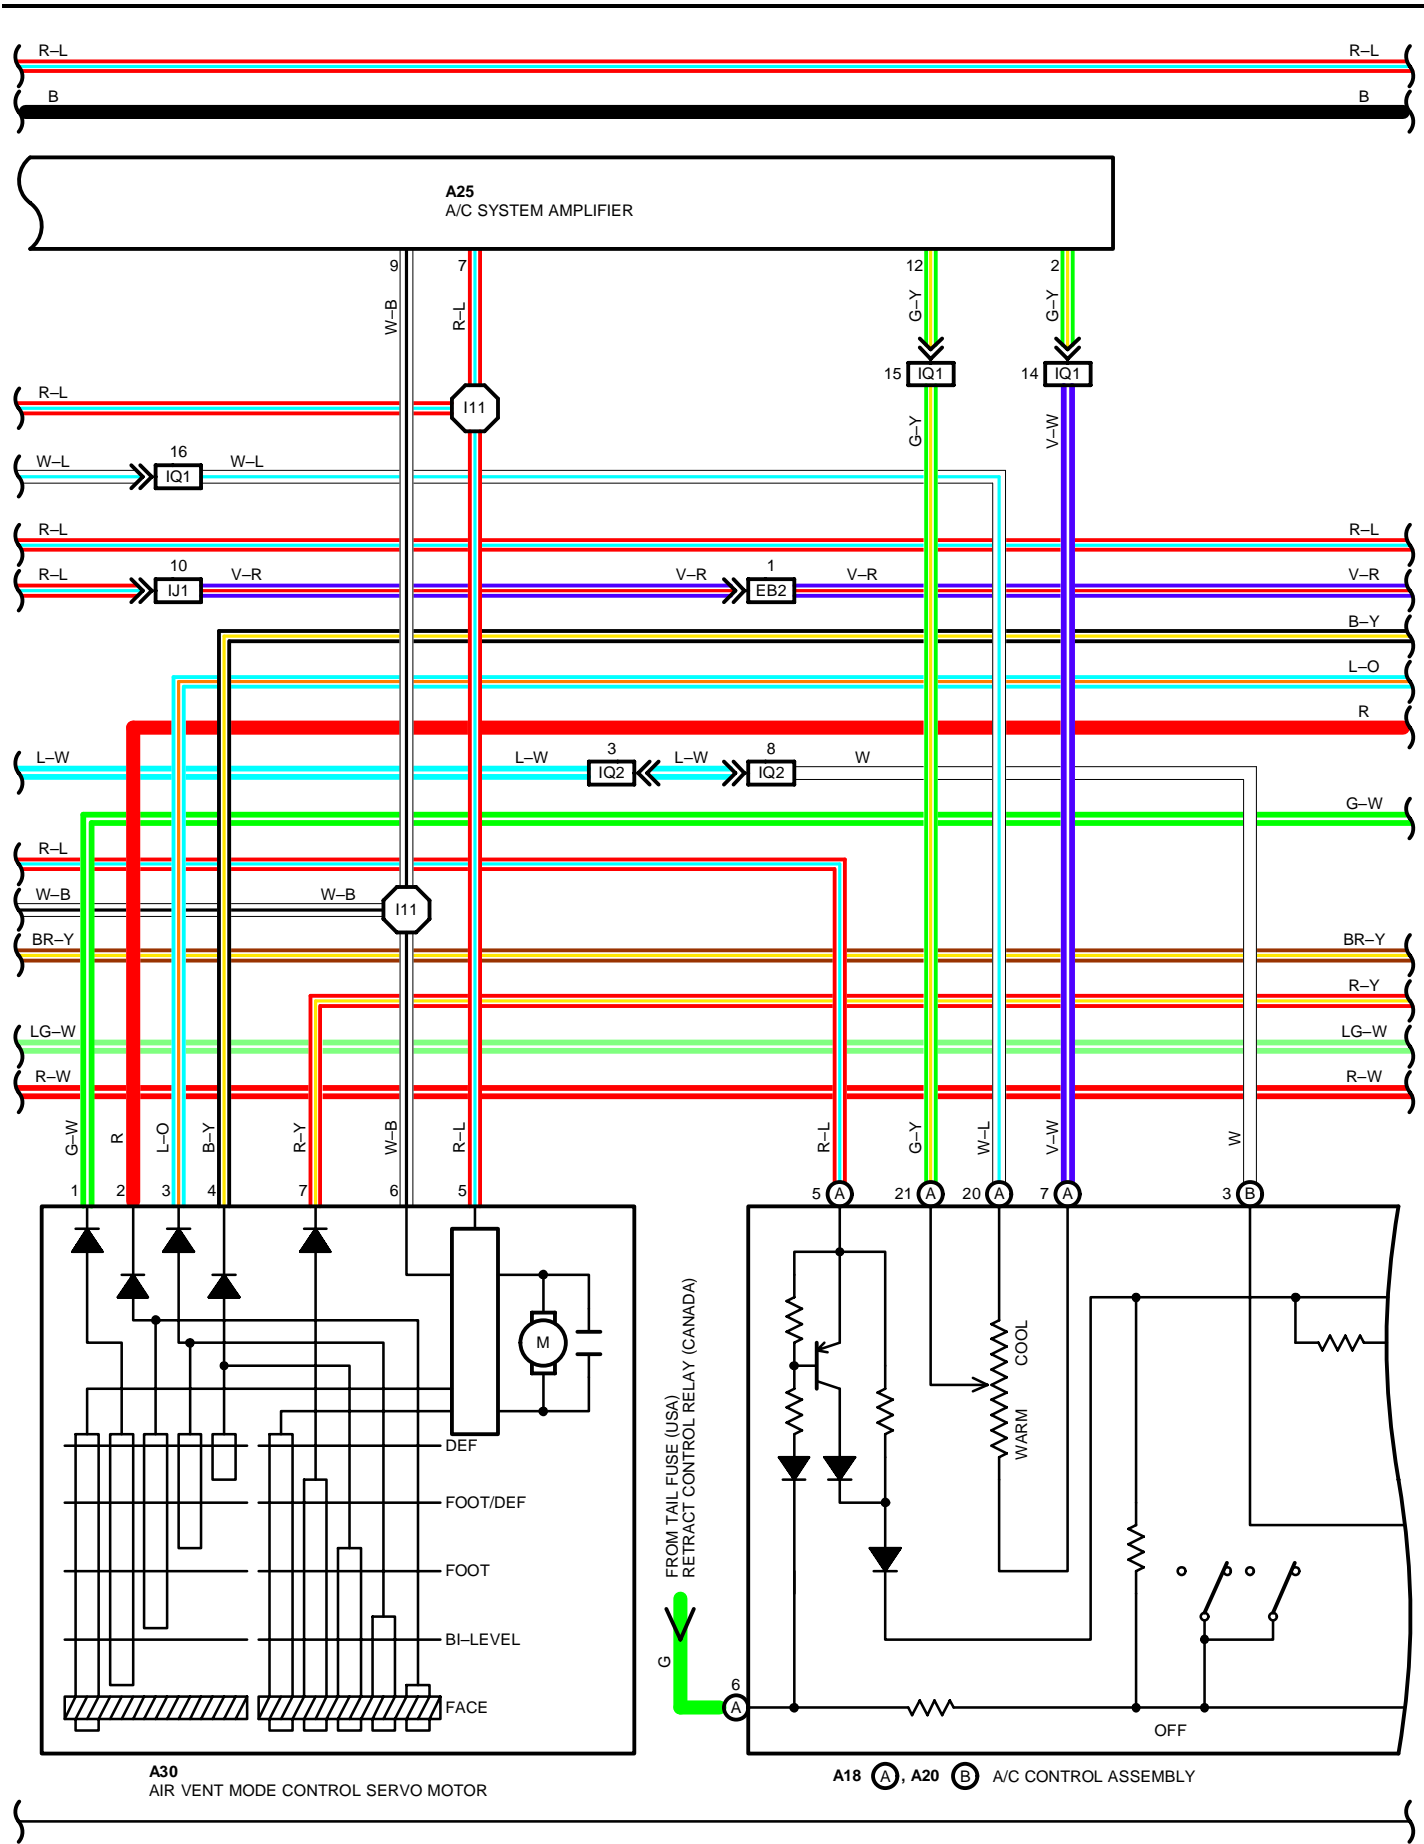 R–L R–L
B B
A25
A/C SYSTEM AMPLIFIER
9 7 12 2
W–B R–L G–Y G–Y
15 IQ1 14 IQ1
R–L
I11
G–Y V–W
16
W–L IQ1 W–L
R–L R–L
10 1
R–L IJ1 V–R V–R EB2 V–R V–R
B–Y
L–O
R
3 8
L–W L–W IQ2 L–W IQ2 W
G–W
R–L
W–B W–B I11
BR–Y BR–Y
R–Y
LG–W LG–W
R–W R–W
G–W R L–O B–Y R–Y W–B R–L R–L G–Y W–L V–W W
1 2 3 4 7 6 5 5 A 21 A 20 A 7 A 3 B
M
COOL
WARM
FROM TAIL FUSE (USA)
RETRACT CONTROL RELAY (CANADA)
DEF
FOOT/DEF
FOOT
BI–LEVEL
FACE
G
6
A
OFF
A30
AIR VENT MODE CONTROL SERVO MOTOR
A18 A , A20 B A/C CONTROL ASSEMBLY